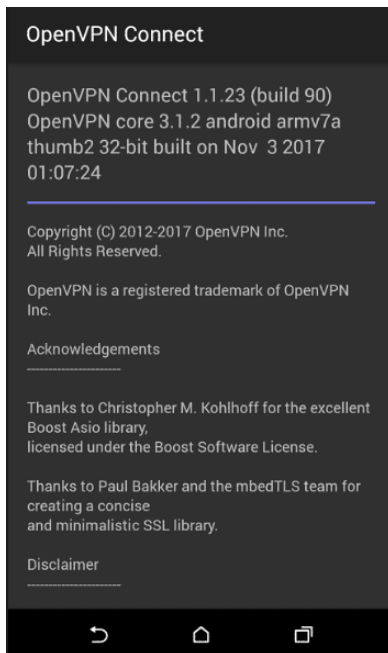 OpenVPN Connect
OpenVPN Connect 1.1.23 (build 90)
OpenVPN core 3.1.2 android armv7a
thumb2 32-bit built on Nov  3 2017
01:07:24
Copyright (C) 2012-2017 OpenVPN Inc.
All Rights Reserved.
OpenVPN is a registered trademark of OpenVPN
Inc.
Acknowledgements
----------------------
Thanks to Christopher M. Kohlhoff for the excellent
Boost Asio library,
licensed under the Boost Software License.
Thanks to Paul Bakker and the mbedTLS team for
creating a concise
and minimalistic SSL library.
Disclaimer
----------------------